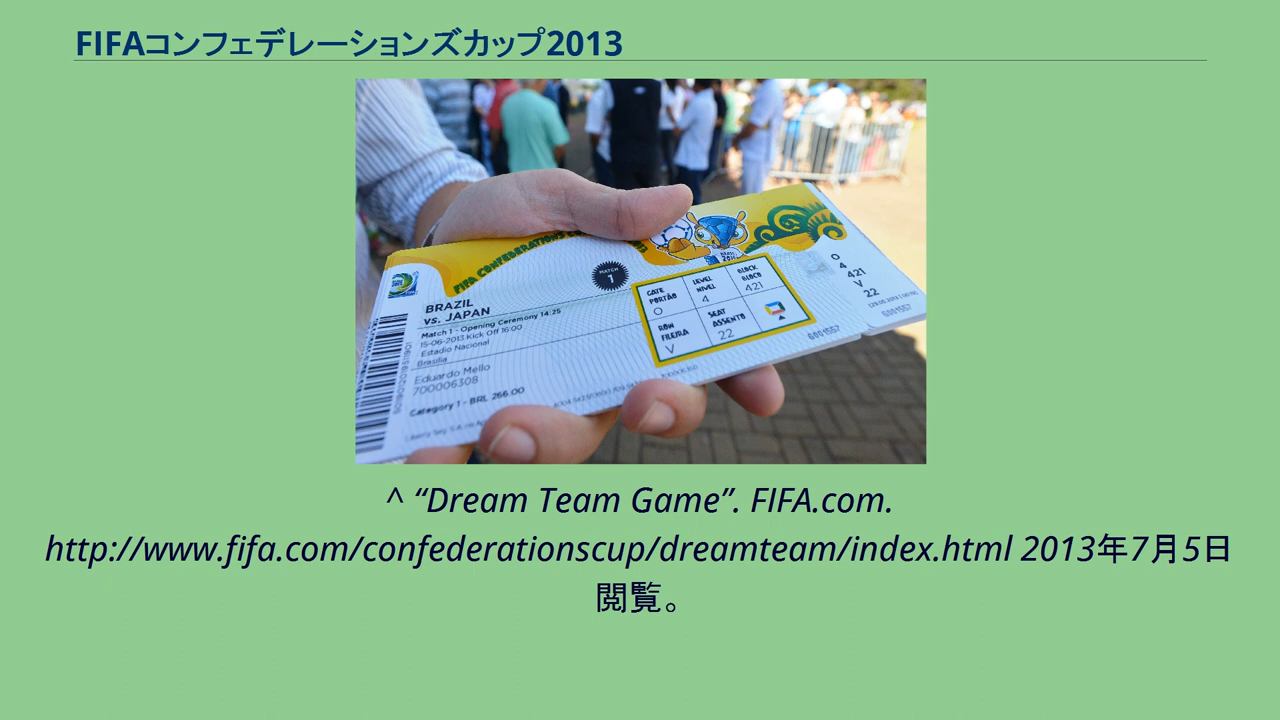 FIFAコンフェデレーションズカップ2013
FIFA CONFEDERATIONS
MATCH
1
BRAZIL
vs. JAPAN
Match 1 - Opening Ceremony 14:25
15-06-2013 Kick Off 16:00
Estadio Nacional
Brasilia
Eduardo Mello
700006308
Category 1 - BRL 266.00
GATE
PORTÃO
O
LEVEL
NIVEL
4
BLOCK
BLOCO
421
ROW
FILEIRA
V
SEAT
ASSENTO
22
O
4
421
V
22
^ “Dream Team Game”. FIFA.com.
http://www.fifa.com/confederationscup/dreamteam/index.html 2013年7月5日
閲覧。